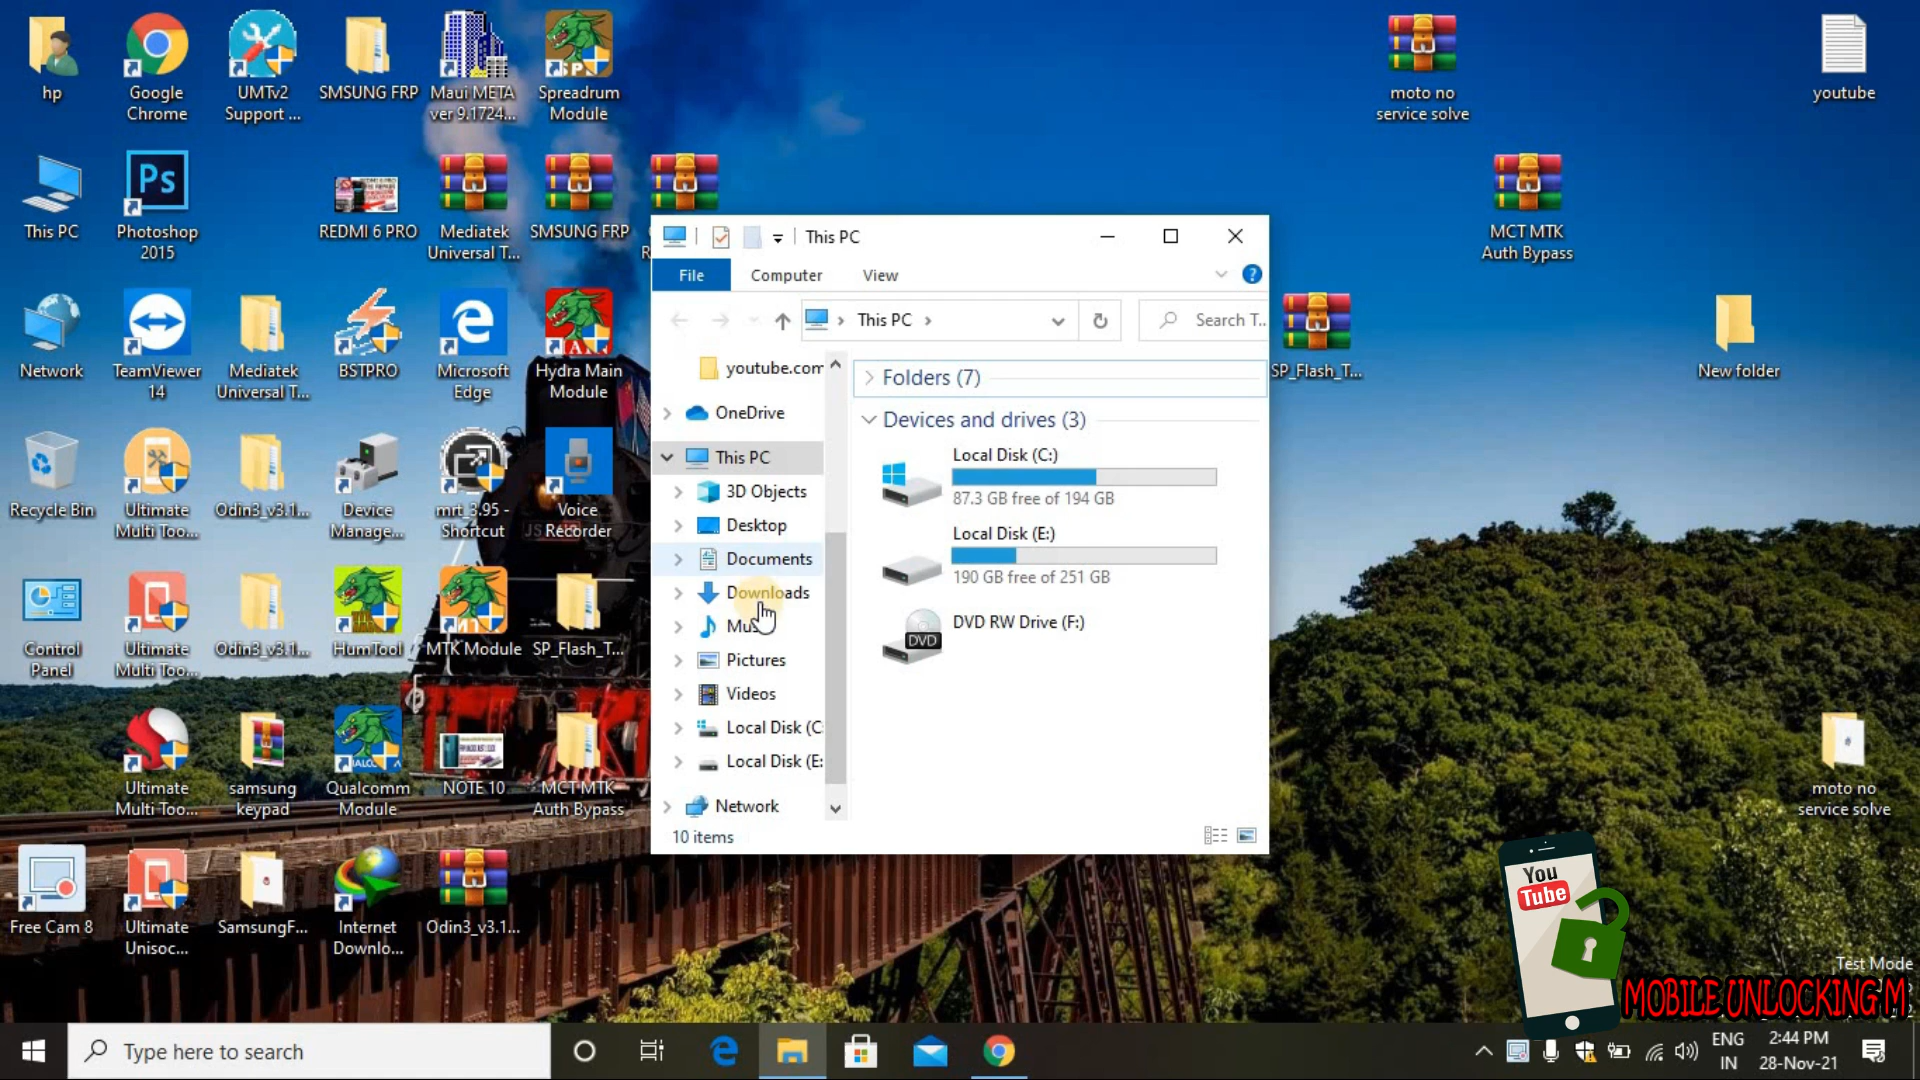 hp
Google
Chrome
UMTv2
Support ...
SMSUNG FRP
Maui META
ver 9.1724...
SPD
Spreadrum
Module
moto no
service solve
youtube
This PC
Ps
Photoshop
2015
REDMI 6 PRO
Mediatek
Universal T...
SMSUNG FRP
MCT MTK
Auth Bypass
Network
TeamViewer
14
Mediatek
Universal T...
BSTPRO
Microsoft
Edge
Hydra Main
Module
SP_Flash_T...
New folder
Recycle Bin
Ultimate
Multi Too...
Odin3_v3.1...
Device
Manage...
mrt_3.95 -
Shortcut
Voice
Recorder
Control
Panel
Ultimate
Multi Too...
Odin3_v3.1...
HumTool
MTK Module
SP_Flash_T...
Ultimate
Multi Too...
samsung
keypad
Qualcomm
Module
NOTE 10
MCT MTK
Auth Bypass
moto no
service solve
Free Cam 8
Ultimate
Unisoc...
SamsungF...
Internet
Downlo...
Odin3_v3.1...
This PC
File
Computer
View
This PC
Search T...
youtube.com
OneDrive
This PC
3D Objects
Desktop
Documents
Downloads
Pictures
Videos
Local Disk (C:
Local Disk (E:
Network
Folders (7)
Devices and drives (3)
Local Disk (C:)
87.3 GB free of 194 GB
Local Disk (E:)
190 GB free of 251 GB
DVD
DVD RW Drive (F:)
10 items
You
Tube
Test Mode
MOBILE UNLOCKING M
Type here to search
ENG
IN
2:44 PM
28-Nov-21